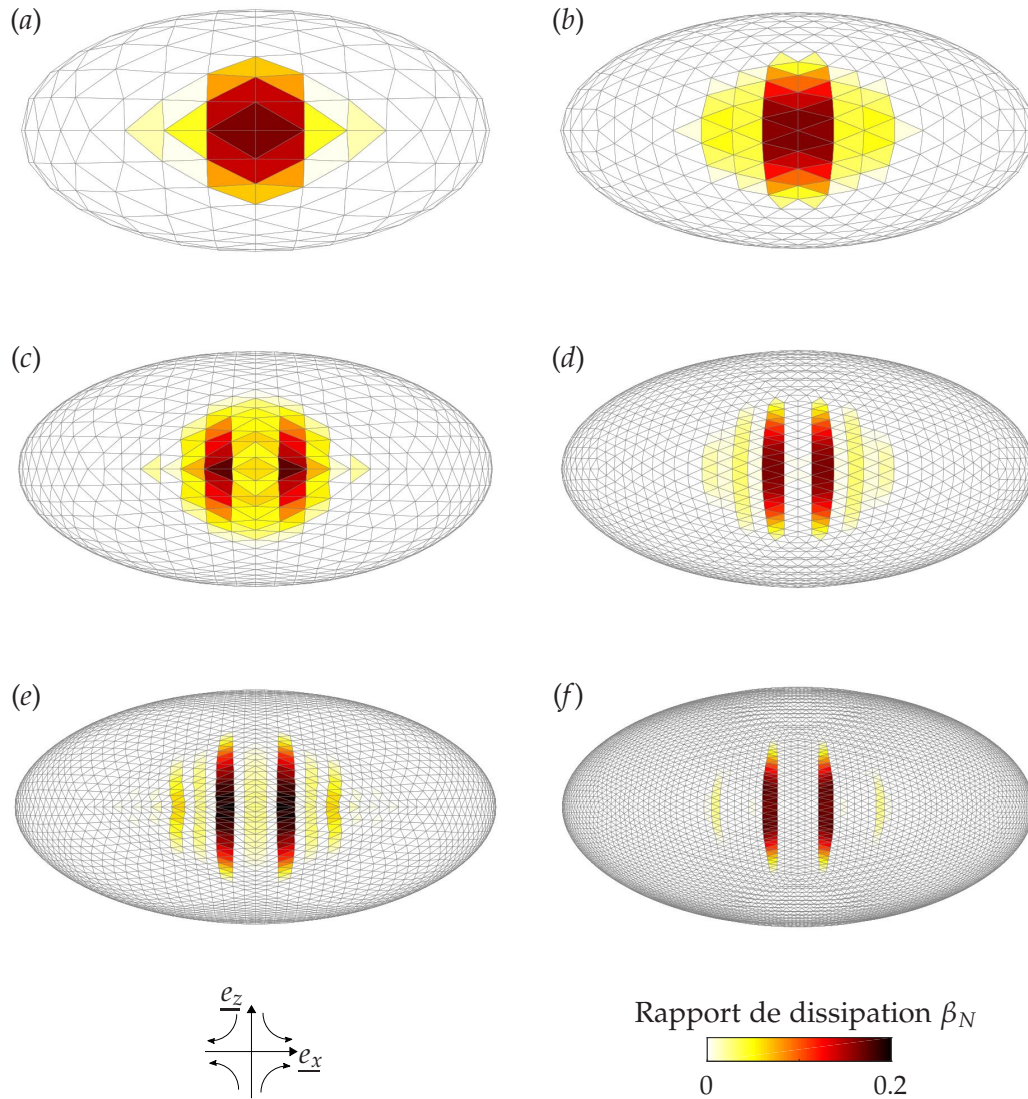 (a)
(b)
(c)
(d)
(e)
(f)
e_z
e_x
Rapport de dissipation β_N
0
0.2